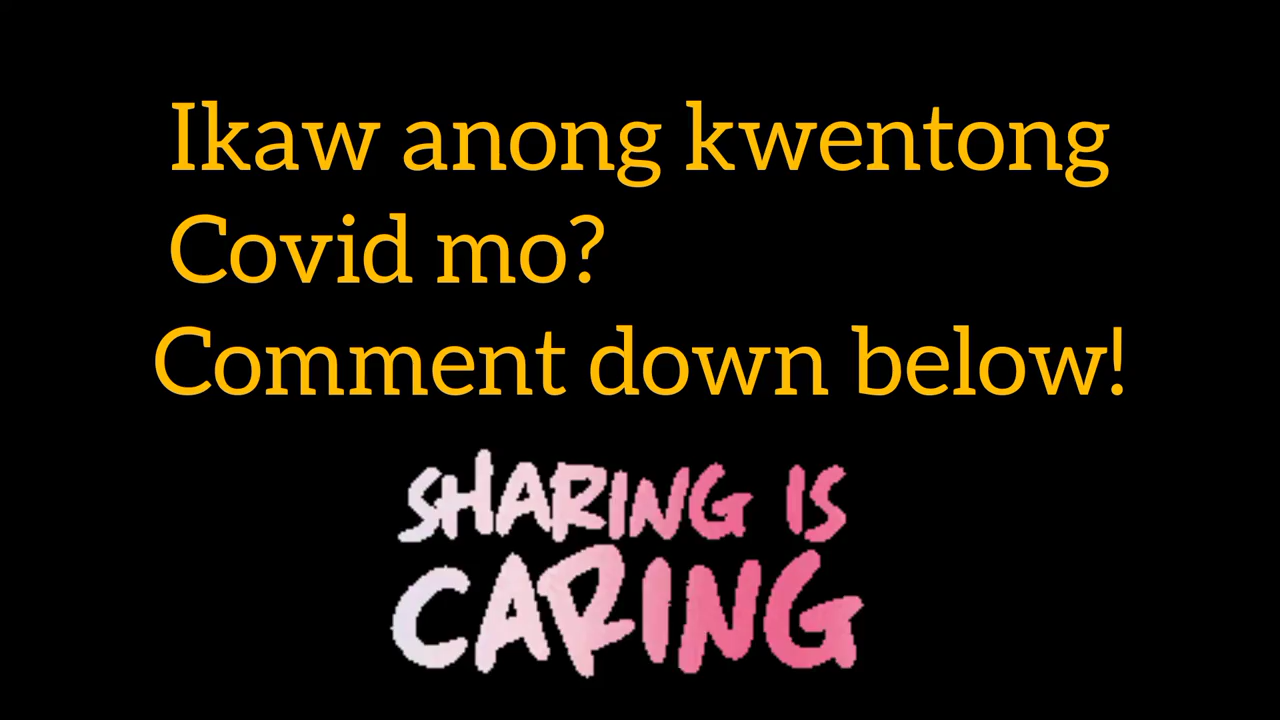 Ikaw anong kwentong
Covid mo?
Comment down below!
SHARING IS
CARING